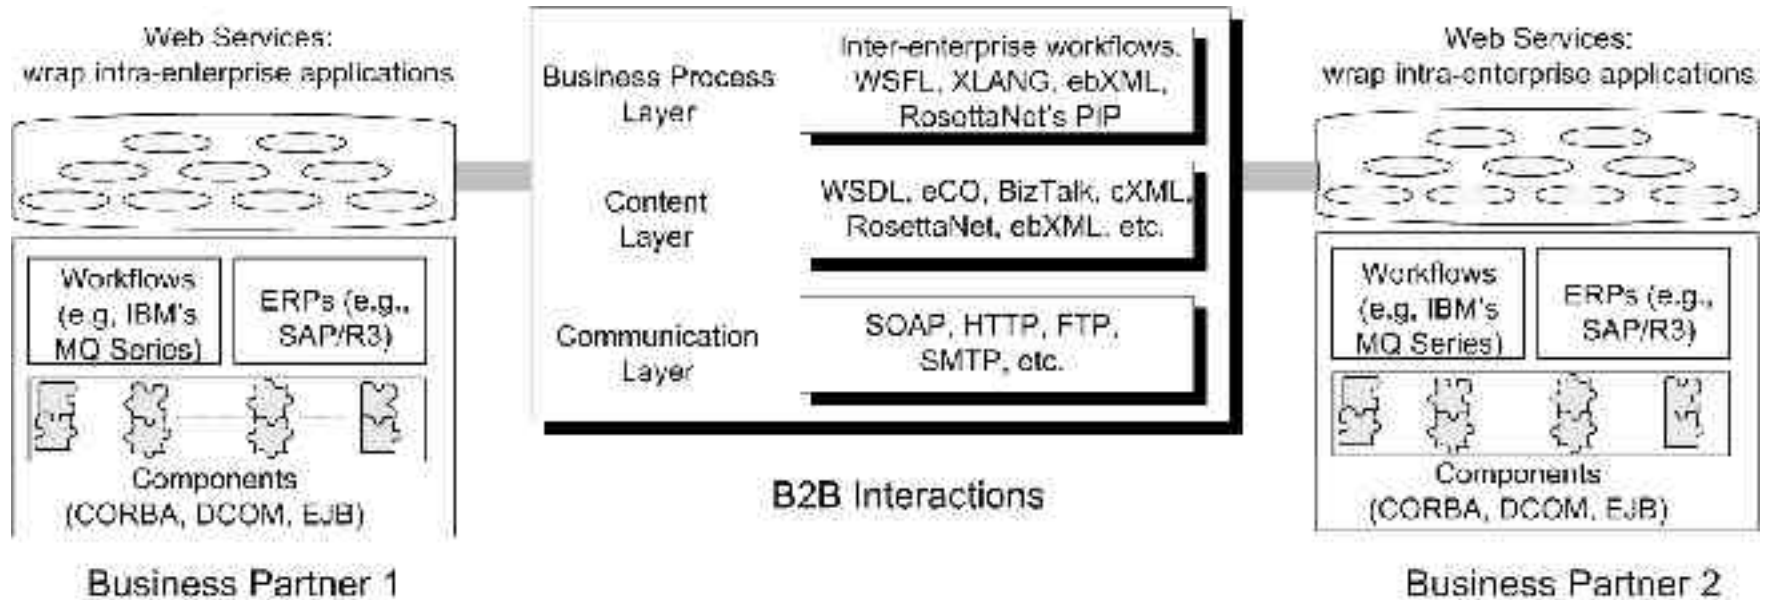 Web Services:
wrap intra-enterprise applications
Workflows
(e.g, IBM's
MQ Series)
ERPs (e.g.,
SAP/R3)
Components
(CORBA, DCOM, EJB)
Business Partner 1
Business Process
Layer
Inter-enterprise workflows.
WSFL, XLANG, ebXML,
RosettaNet's PIP
Content
Layer
WSDL, eCO, BizTalk, cXML,
RosettaNet, ebXML, etc.
Communication
Layer
SOAP, HTTP, FTP,
SMTP, etc.
B2B Interactions
Web Services:
wrap intra-enterprise applications
Workflows
(e.g, IBM's
MQ Series)
ERPs (e.g.,
SAP/R3)
Components
(CORBA, DCOM, EJB)
Business Partner 2